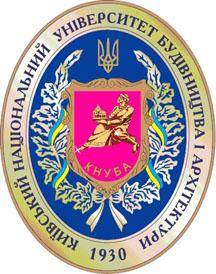 КИЇВСЬКИЙ НАЦІОНАЛЬНИЙ УНІВЕРСИТЕТ БУДІВНИЦТВА І АРХІТЕКТУРИ
КНУБА
1930